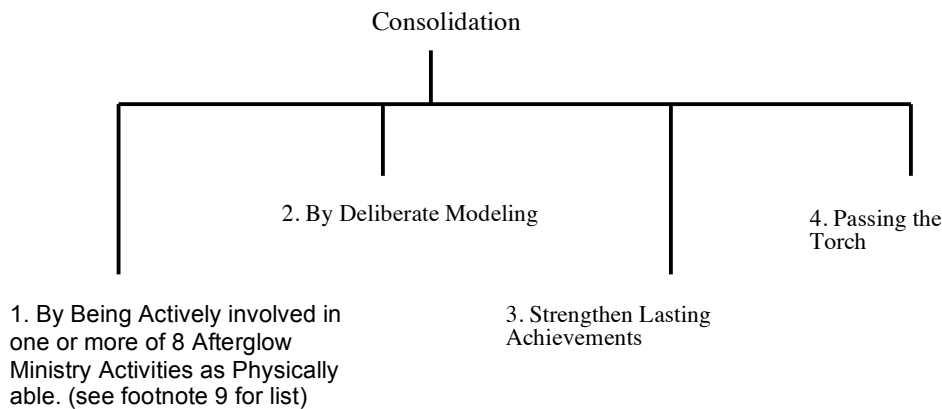 Consolidation
1. By Being Actively involved in
one or more of 8 Afterglow
Ministry Activities as Physically
able. (see footnote 9 for list)
2. By Deliberate Modeling
3. Strengthen Lasting
Achievements
4. Passing the
Torch